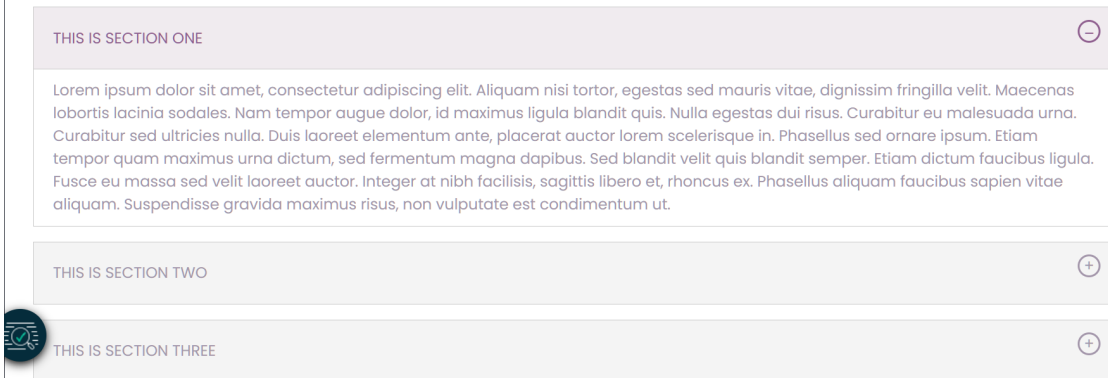 THIS IS SECTION ONE
Lorem ipsum dolor sit amet, consectetur adipiscing elit. Aliquam nisi tortor, egestas sed mauris vitae, dignissim fringilla velit. Maecenas
lobortis lacinia sodales. Nam tempor augue dolor, id maximus ligula blandit quis. Nulla egestas dui risus. Curabitur eu malesuada urna.
Curabitur sed ultricies nulla. Duis laoreet elementum ante, placerat auctor lorem scelerisque in. Phasellus sed ornare ipsum. Etiam
tempor quam maximus urna dictum, sed fermentum magna dapibus. Sed blandit velit quis blandit semper. Etiam dictum faucibus ligula.
Fusce eu massa sed velit laoreet auctor. Integer at nibh facilisis, sagittis libero et, rhoncus ex. Phasellus aliquam faucibus sapien vitae
aliquam. Suspendisse gravida maximus risus, non vulputate est condimentum ut.
THIS IS SECTION TWO
THIS IS SECTION THREE